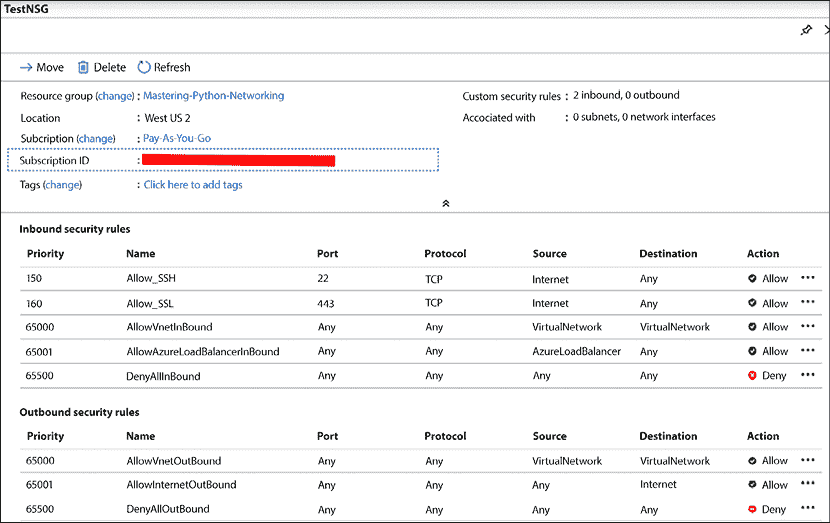 TestNSG
Move Delete Refresh
Resource group (change) : Mastering-Python-Networking Custom security rules : 2 inbound, 0 outbound
Location : West US 2 Accociated with : 0 subnets, 0 network interfaces
Subcription (change) : Pay-As-You-Go
Subscription ID :
Tags (change) : Click here to add tags
Inbound security rules
Priority Name Port Protocol Source Destination Action
150 Allow_SSH 22 TCP Internet Any Allow
160 Allow_SSL 443 TCP Internet Any Allow
65000 AllowVnetInBound Any Any VirtualNetwork VirtualNetwork Allow
65001 AllowAzureLoadBalancerInBound Any Any AzureLoadBalancer Any Allow
65500 DenyAllInBound Any Any Any Any Deny
Outbound security rules
Priority Name Port Protocol Source Destination Action
65000 AllowVnetOutBound Any Any VirtualNetwork VirtualNetwork Allow
65001 AllowInternetOutBound Any Any Any Internet Allow
65500 DenyAllOutBound Any Any Any Any Deny